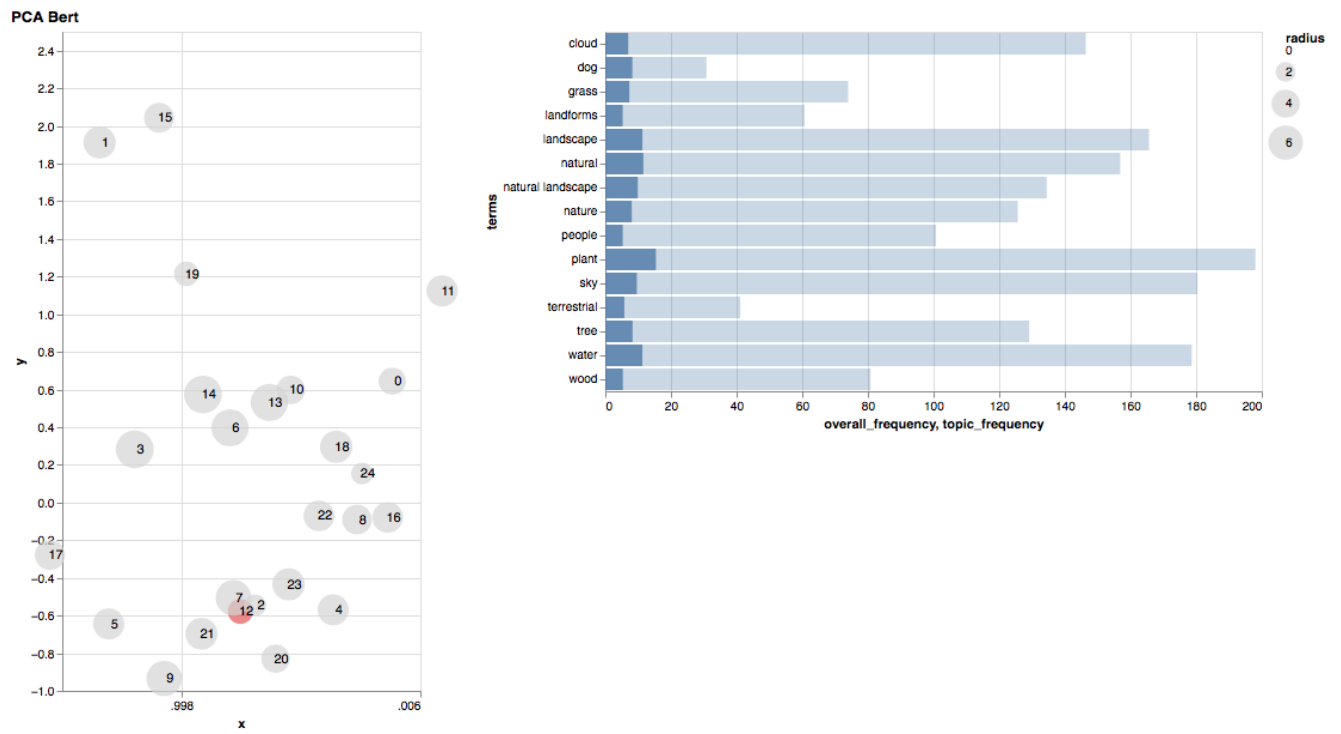 PCA Bert
2.4
2.2
2.0
1.8
1.6
1.4
1.2
1.0
0.8
0.6
0.4
0.2
0.0
−0.2
−0.4
−0.6
−0.8
−1.0
y
15
1
19
11
0
14
10
13
6
3
18
24
22
8
16
17
23
7
2
12
4
5
21
20
9
.998
.006
x
terms
cloud
dog
grass
landforms
landscape
natural
natural landscape
nature
people
plant
sky
terrestrial
tree
water
wood
0 20 40 60 80 100 120 140 160 180 200
overall_frequency, topic_frequency
radius
0
2
4
6